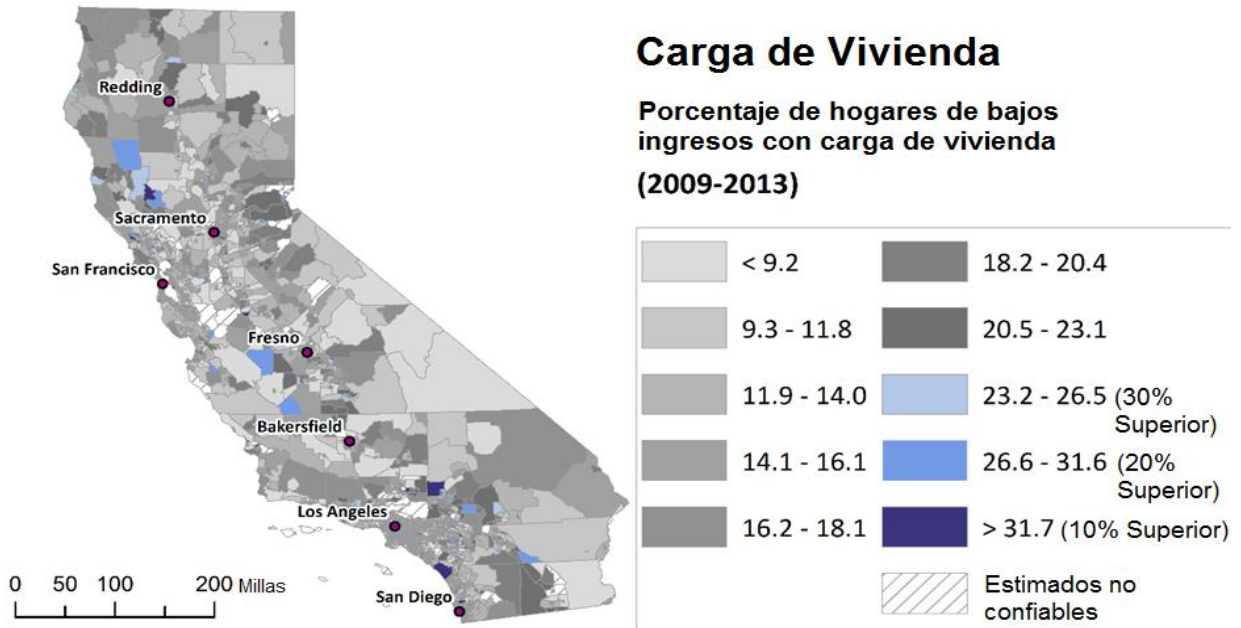 Carga de Vivienda
Porcentaje de hogares de bajos
ingresos con carga de vivienda
(2009-2013)
Redding
Sacramento
San Francisco
Fresno
Bakersfield
Los Angeles
San Diego
0 50 100 200 Millas
< 9.2
9.3 - 11.8
11.9 - 14.0
14.1 - 16.1
16.2 - 18.1
18.2 - 20.4
20.5 - 23.1
23.2 - 26.5 (30%
Superior)
26.6 - 31.6 (20%
Superior)
> 31.7 (10% Superior)
Estimados no
confiables